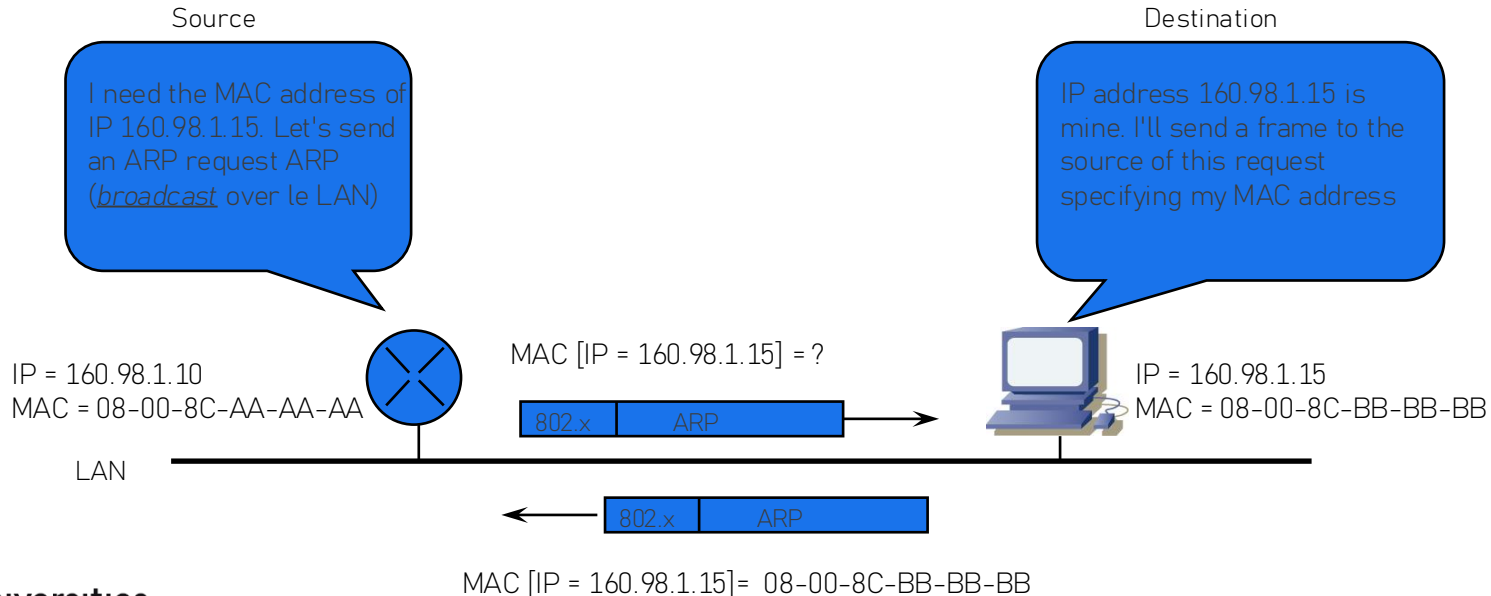 Source
Destination
I need the MAC address of
IP 160.98.1.15. Let's send
an ARP request ARP
(broadcast over le LAN)
IP address 160.98.1.15 is
mine. I'll send a frame to the
source of this request
specifying my MAC address
IP = 160.98.1.10
MAC = 08-00-8C-AA-AA-AA
MAC [IP = 160.98.1.15] = ?
802.x ARP
IP = 160.98.1.15
MAC = 08-00-8C-BB-BB-BB
LAN
802.x ARP
MAC [IP = 160.98.1.15]= 08-00-8C-BB-BB-BB